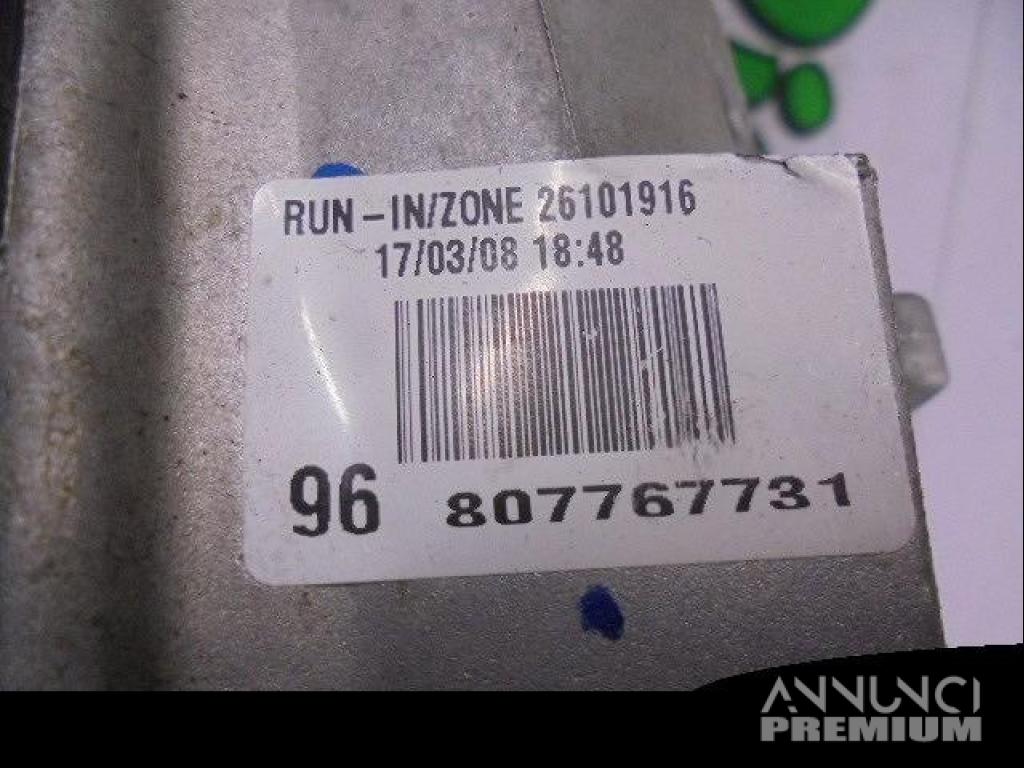 RUN-IN/ZONE 26101916
17/03/08 18:48
96 807767731
ANNUNCI
PREMIUM